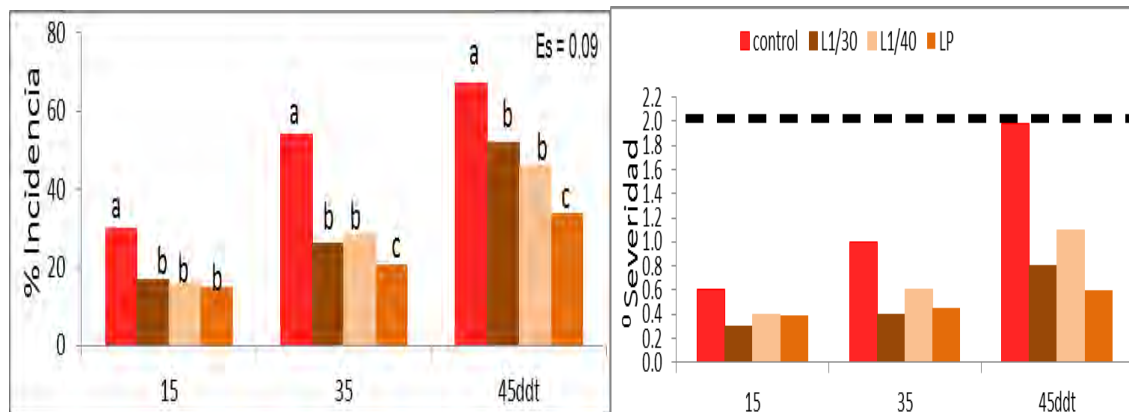 % Incidencia
80
60
40
20
0
Es = 0.09
a
b
b
b
a
b
b
c
a
b
b
c
15
35
45ddt
control
L1/30
L1/40
LP
º Severidad
2.2
2.0
1.8
1.6
1.4
1.2
1.0
0.8
0.6
0.4
0.2
0.0
15
35
45ddt